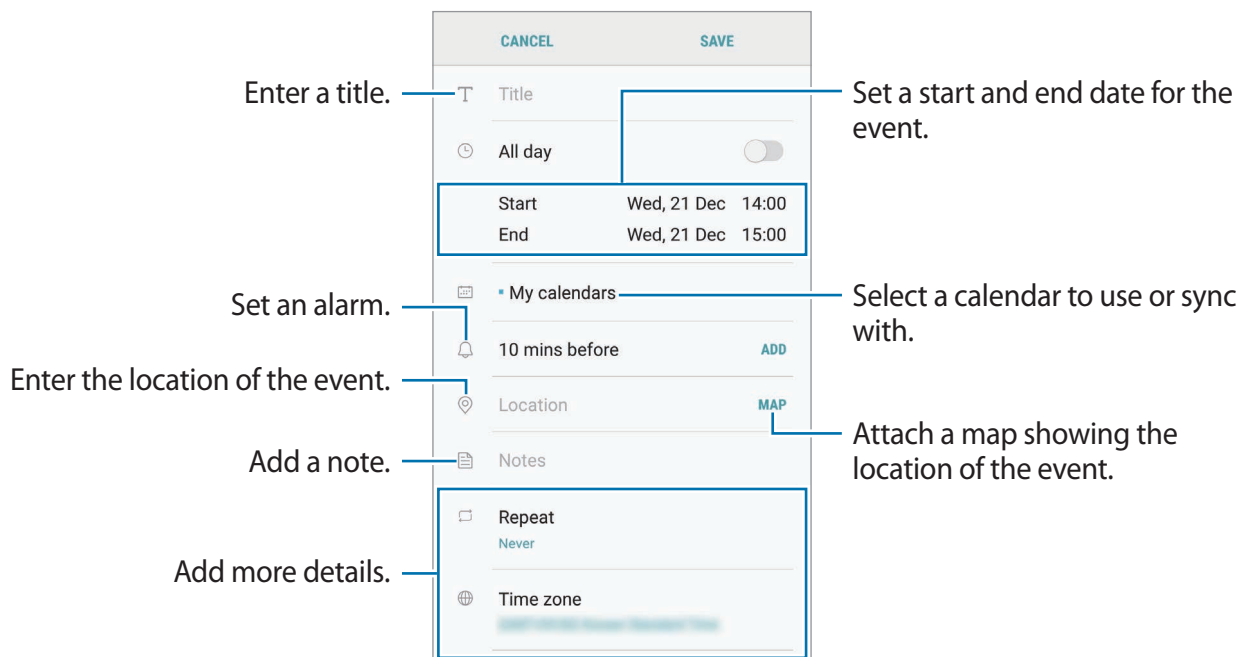 CANCEL SAVE
Enter a title.
Title
Set a start and end date for the
event.
All day
Start Wed, 21 Dec 14:00
End Wed, 21 Dec 15:00
My calendars
Select a calendar to use or sync
with.
Set an alarm.
10 mins before ADD
Enter the location of the event.
Location MAP
Attach a map showing the
location of the event.
Add a note.
Notes
Repeat
Never
Add more details.
Time zone